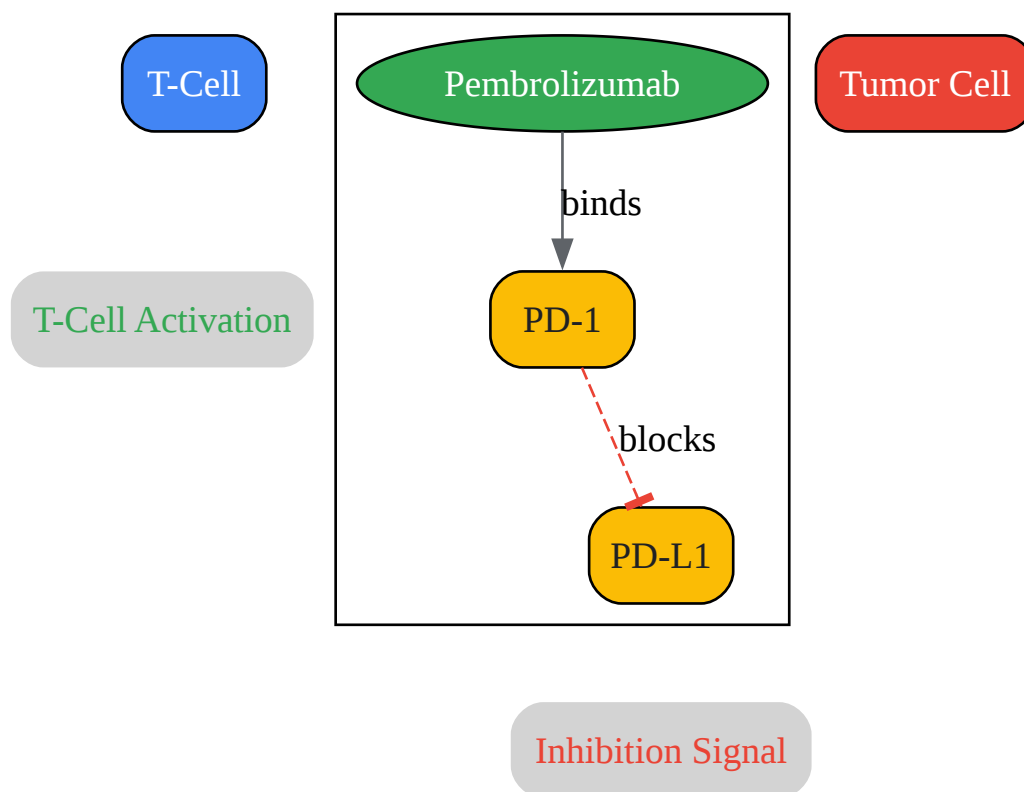 T-Cell
Pembrolizumab
Tumor Cell
binds
T-Cell Activation
PD-1
blocks
PD-L1
Inhibition Signal